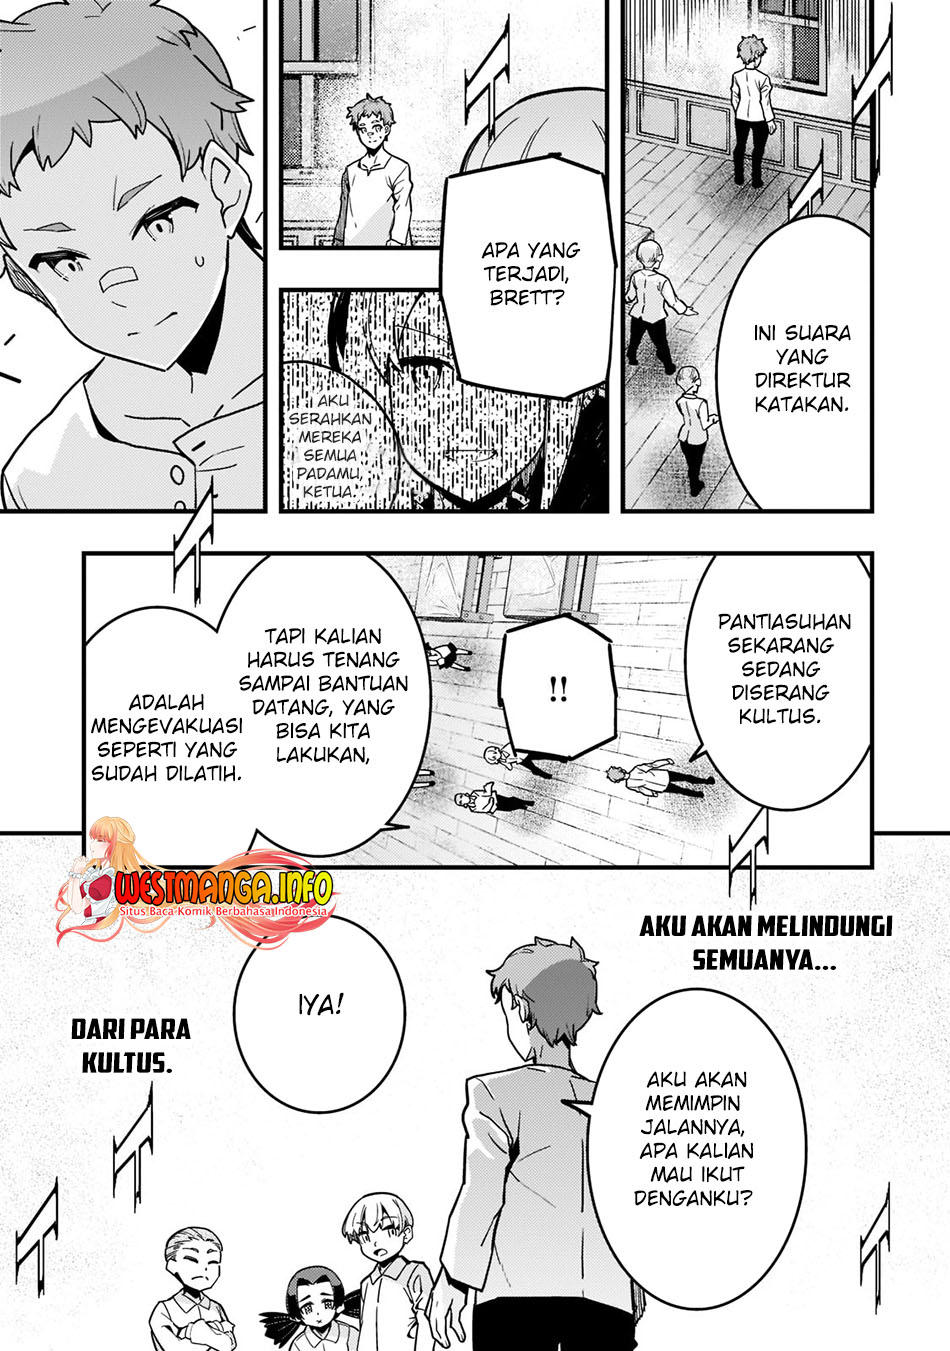 INI SUARA
YANG
DIREKTUR
KATAKAN.
APA YANG
TERJADI,
BRETT?
AKU
SERAHKAN
MEREKA
SEMUA
PADAMU,
KETUA.
PANTIASUHAN
SEKARANG
SEDANG
DISERANG
KULTUS.
!!
TAPI KALIAN
HARUS TENANG
SAMPAI BANTUAN
DATANG, YANG
BISA KITA
LAKUKAN,
ADALAH
MENGEVAKUASI
SEPERTI YANG
SUDAH DILATIH.
WESTMANGA.INFO
Situs Baca Komik Berbahasa Indonesia
AKU AKAN MELINDUNGI
SEMUANYA...
AKU AKAN
MEMIMPIN
JALANNYA,
APA KALIAN
MAU IKUT
DENGANKU?
IYA!
DARI PARA
KULTUS.